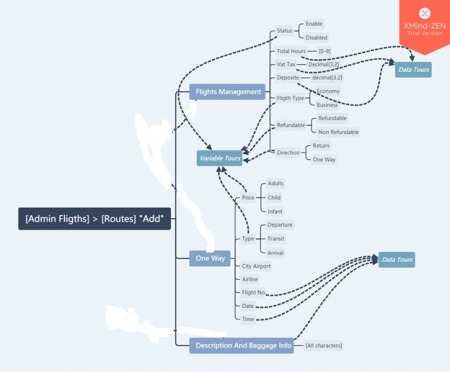 XMind:ZEN
Trial Version
Status
Enable
Disabled
Total Hours
[0-9]
Vat Tax
Decimal[3,2]
Deposite
decimal[3.2]
Data Tours
Flights Management
Fligth Type
Economy
Business
Refundable
Refundable
Non Refundable
Variable Tours
Direction
Return
One Way
[Admin Fligths] > [Routes] "Add"
Price
Adults
Child
Infant
Type
Departure
Transit
Arrival
One Way
City Airport
Airline
Flight No
Date
Time
Data Tours
Description And Baggage Info
[All characters]